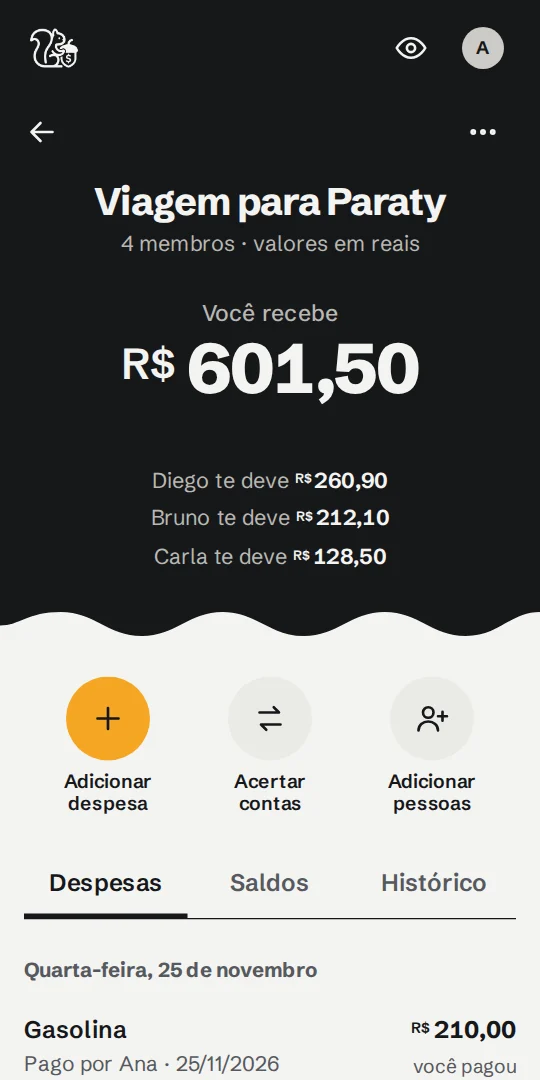 $
A
Viagem para Paraty
4 membros · valores em reais
Você recebe
R$ 601,50
Diego te deve R$ 260,90
Bruno te deve R$ 212,10
Carla te deve R$ 128,50
Adicionar despesa
Acertar contas
Adicionar pessoas
Despesas Saldos Histórico
Quarta-feira, 25 de novembro
Gasolina R$ 210,00
Pago por Ana · 25/11/2026 você pagou